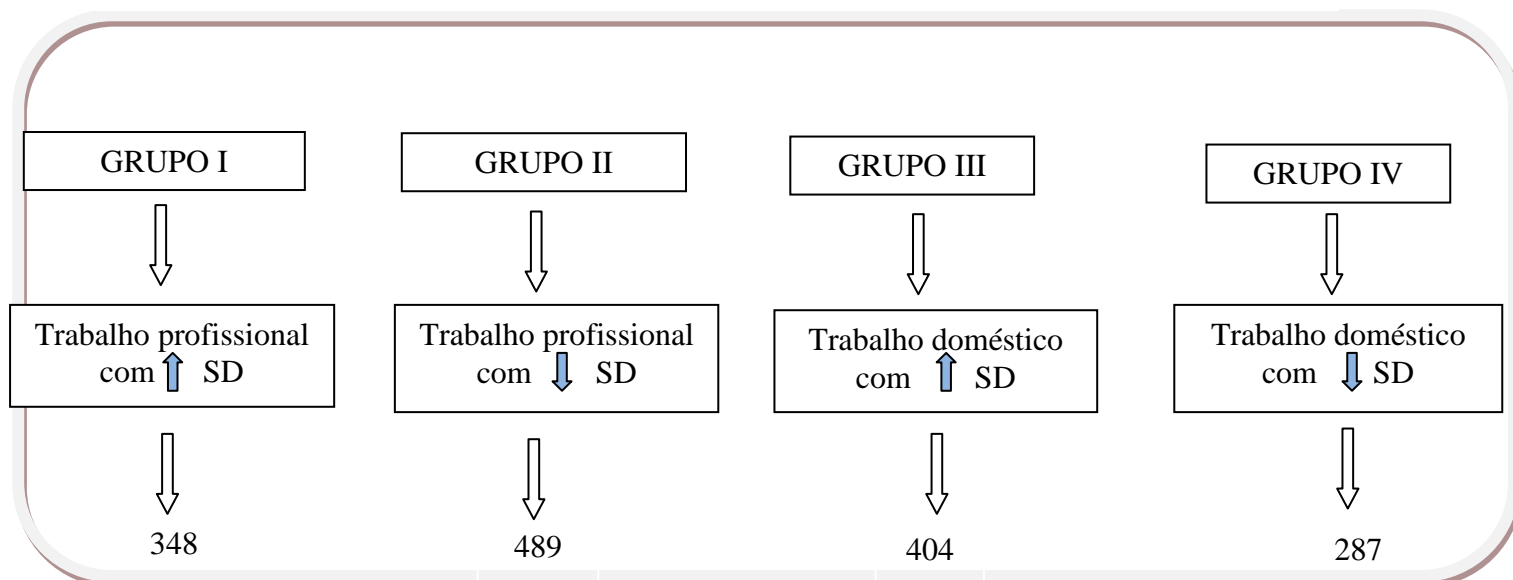 GRUPO I
GRUPO II
GRUPO III
GRUPO IV
Trabalho profissional
com SD
Trabalho profissional
com SD
Trabalho doméstico
com SD
Trabalho doméstico
com SD
348
489
404
287